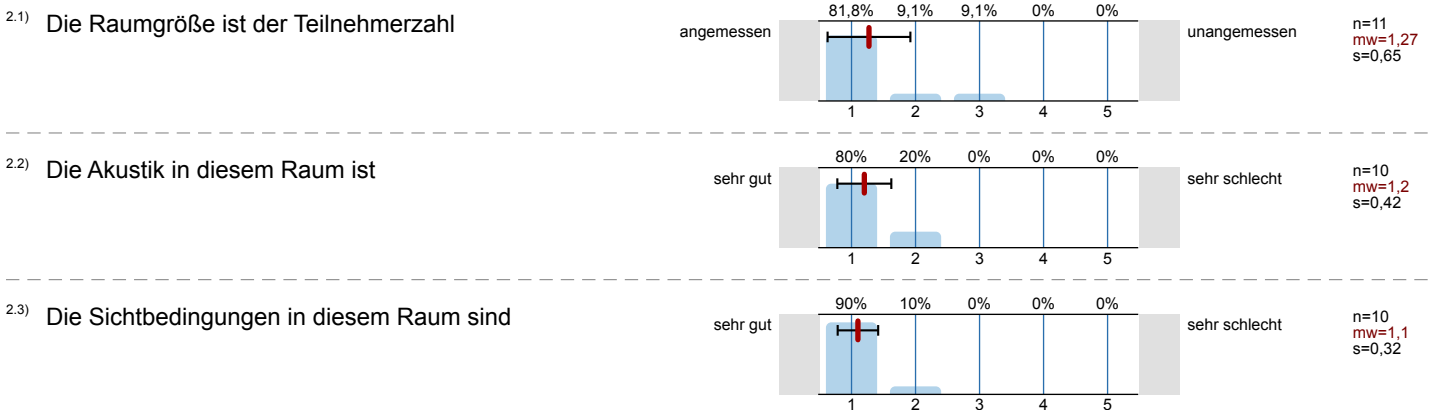 2.1) Die Raumgröße ist der Teilnehmerzahl
angemessen
81,8% 9,1% 9,1% 0% 0%
1 2 3 4 5
unangemessen
n=11
mw=1,27
s=0,65
2.2) Die Akustik in diesem Raum ist
sehr gut
80% 20% 0% 0% 0%
1 2 3 4 5
sehr schlecht
n=10
mw=1,2
s=0,42
2.3) Die Sichtbedingungen in diesem Raum sind
sehr gut
90% 10% 0% 0% 0%
1 2 3 4 5
sehr schlecht
n=10
mw=1,1
s=0,32